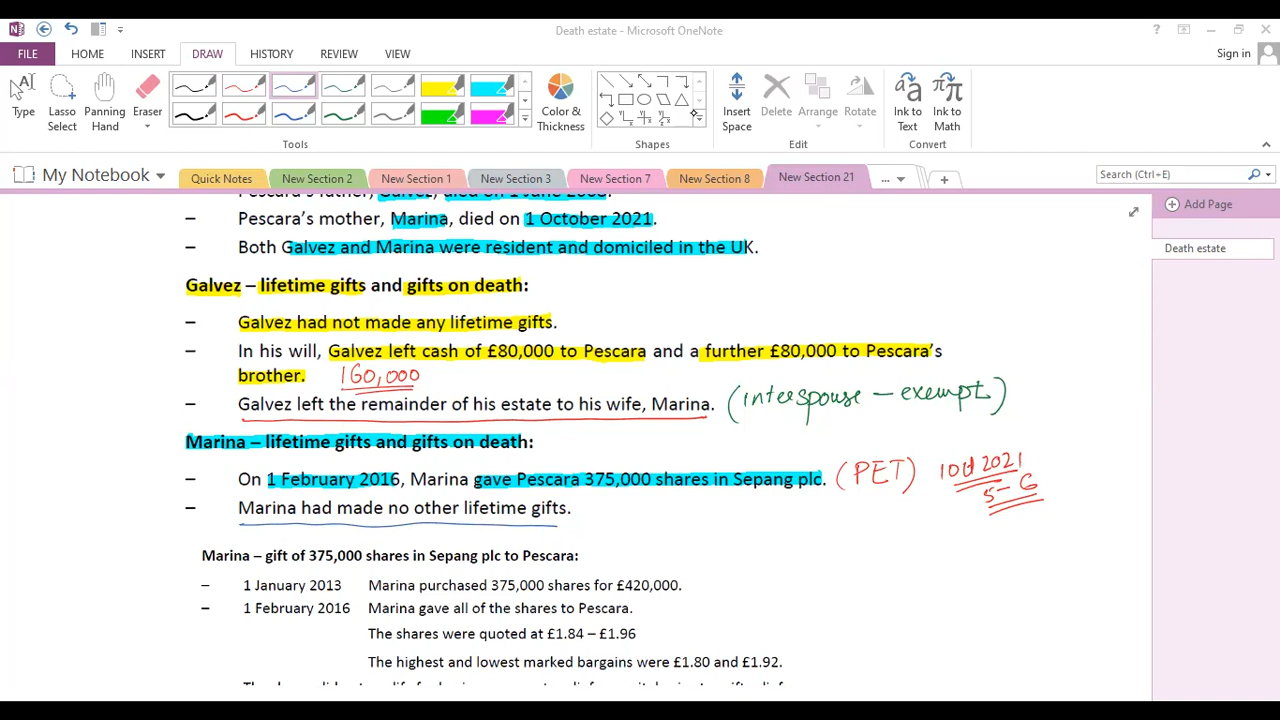 Death estate - Microsoft OneNote
FILE HOME INSERT DRAW HISTORY REVIEW VIEW Sign in
Type Lasso Select Panning Hand Eraser Color & Thickness Insert Space Delete Arrange Rotate Ink to Text Ink to Math
Tools Shapes Edit Convert
My Notebook Quick Notes New Section 2 New Section 1 New Section 3 New Section 7 New Section 8 New Section 21 ... Search (Ctrl+E)
Add Page
Death estate
Pescara's father, Galvez, died on 1 June
– Pescara's mother, Marina, died on 1 October 2021.
– Both Galvez and Marina were resident and domiciled in the UK.
Galvez – lifetime gifts and gifts on death:
– Galvez had not made any lifetime gifts.
– In his will, Galvez left cash of £80,000 to Pescara and a further £80,000 to Pescara's
brother. 160,000
– Galvez left the remainder of his estate to his wife, Marina. (interspouse – exempt)
Marina – lifetime gifts and gifts on death:
– On 1 February 2016, Marina gave Pescara 375,000 shares in Sepang plc. (PET) 1 Oct 2021
5 – 6
– Marina had made no other lifetime gifts.
Marina – gift of 375,000 shares in Sepang plc to Pescara:
– 1 January 2013 Marina purchased 375,000 shares for £420,000.
– 1 February 2016 Marina gave all of the shares to Pescara.
The shares were quoted at £1.84 – £1.96
The highest and lowest marked bargains were £1.80 and £1.92.